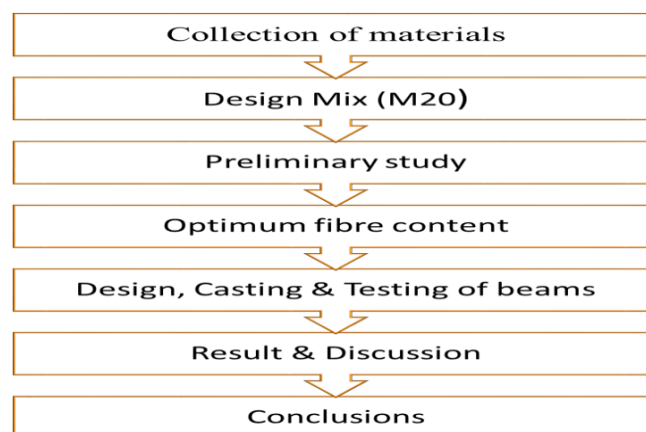 Collection of materials
Design Mix (M20)
Preliminary study
Optimum fibre content
Design, Casting & Testing of beams
Result & Discussion
Conclusions